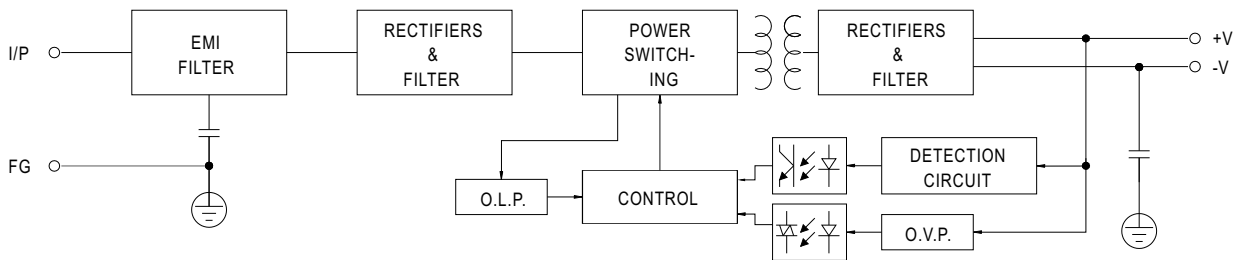 I/P
EMI
FILTER
RECTIFIERS
&
FILTER
POWER
SWITCH-
ING
RECTIFIERS
&
FILTER
+V
-V
FG
O.L.P.
CONTROL
DETECTION
CIRCUIT
O.V.P.